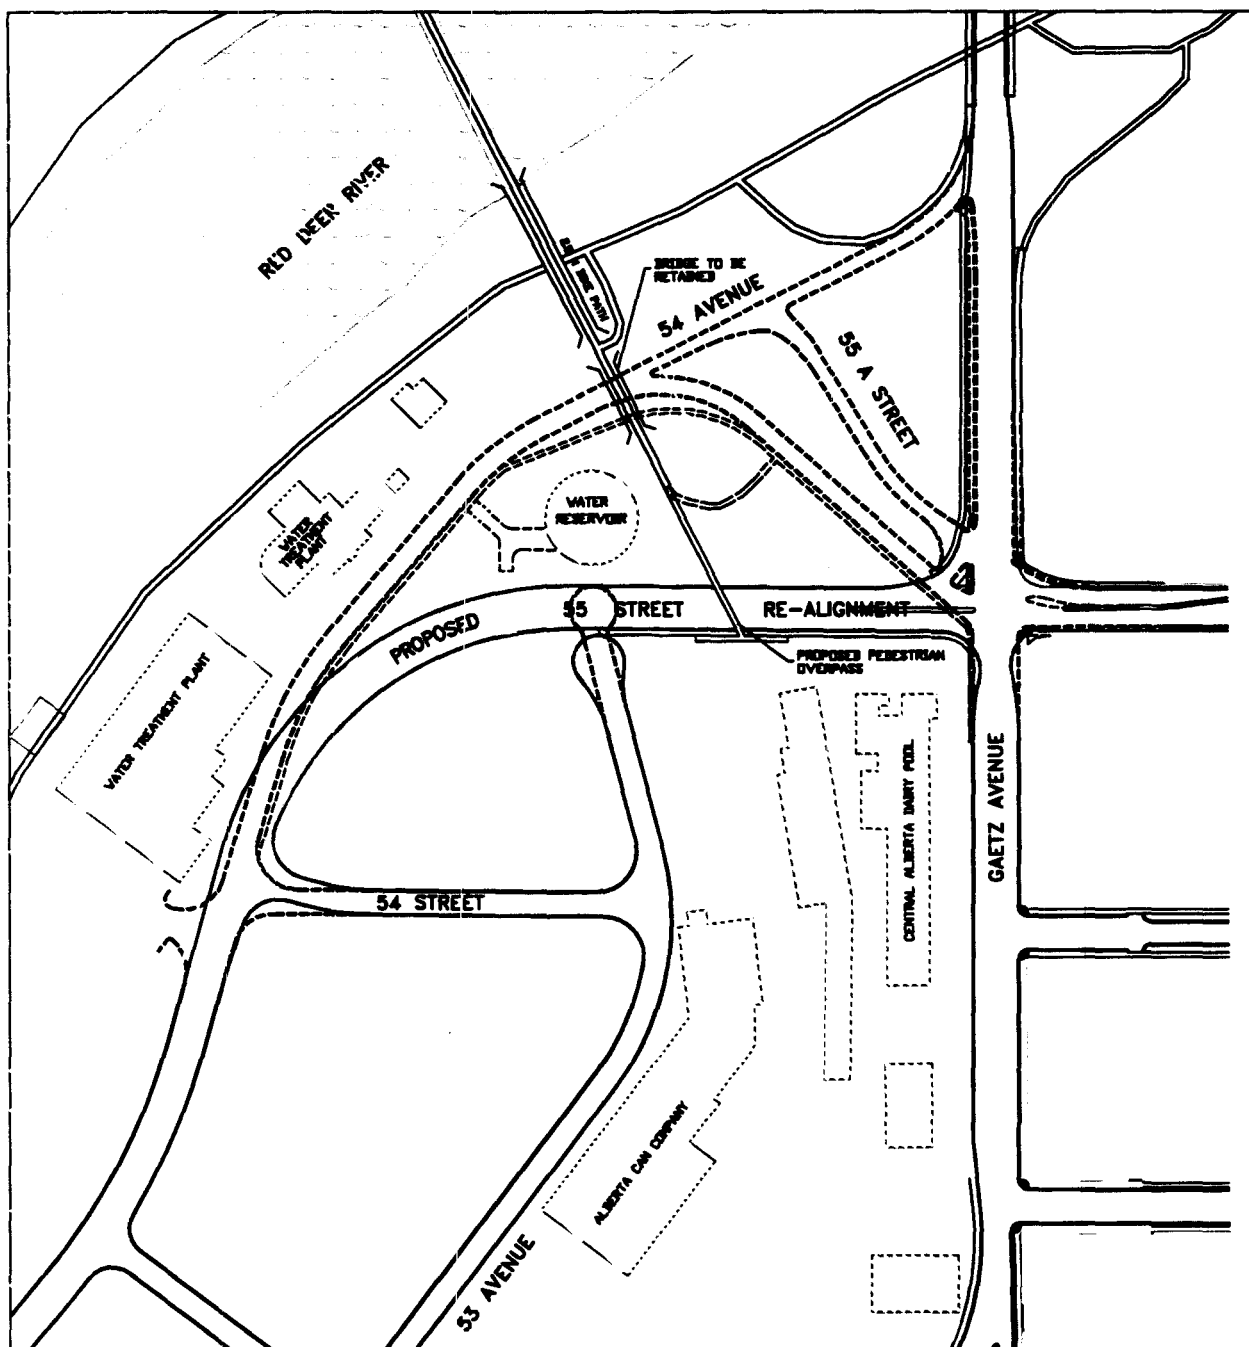 RED DEER RIVER
BIKE PATH
BRIDGE TO BE
RETAINED
54 AVENUE
55 A STREET
WATER
RESERVOIR
WATER
TREATMENT
PLANT
PROPOSED 55 STREET RE-ALIGNMENT
PROPOSED PEDESTRIAN
OVERPASS
WATER TREATMENT PLANT
CENTRAL ALBERTA DAIRY POOL
GAETZ AVENUE
54 STREET
ALBERTA CAN COMPANY
53 AVENUE